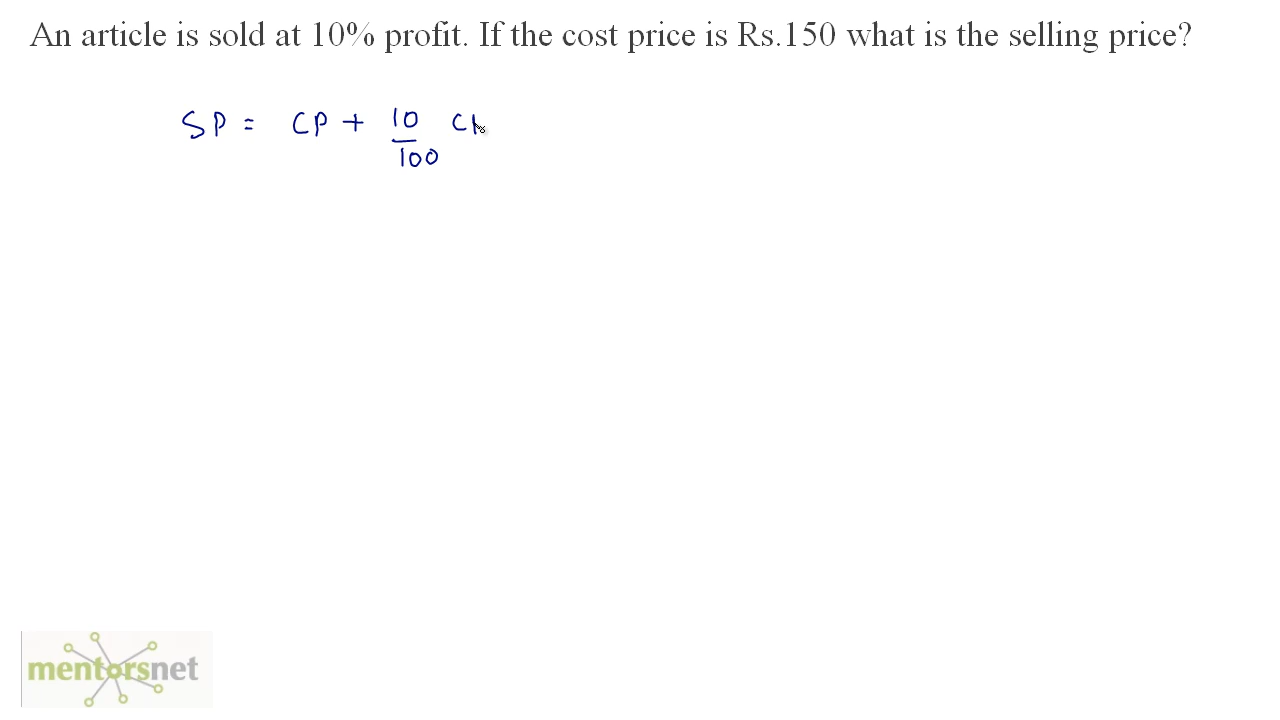 An article is sold at 10% profit. If the cost price is Rs.150 what is the selling price?
SP = CP + 10/100 C
mentorsnet